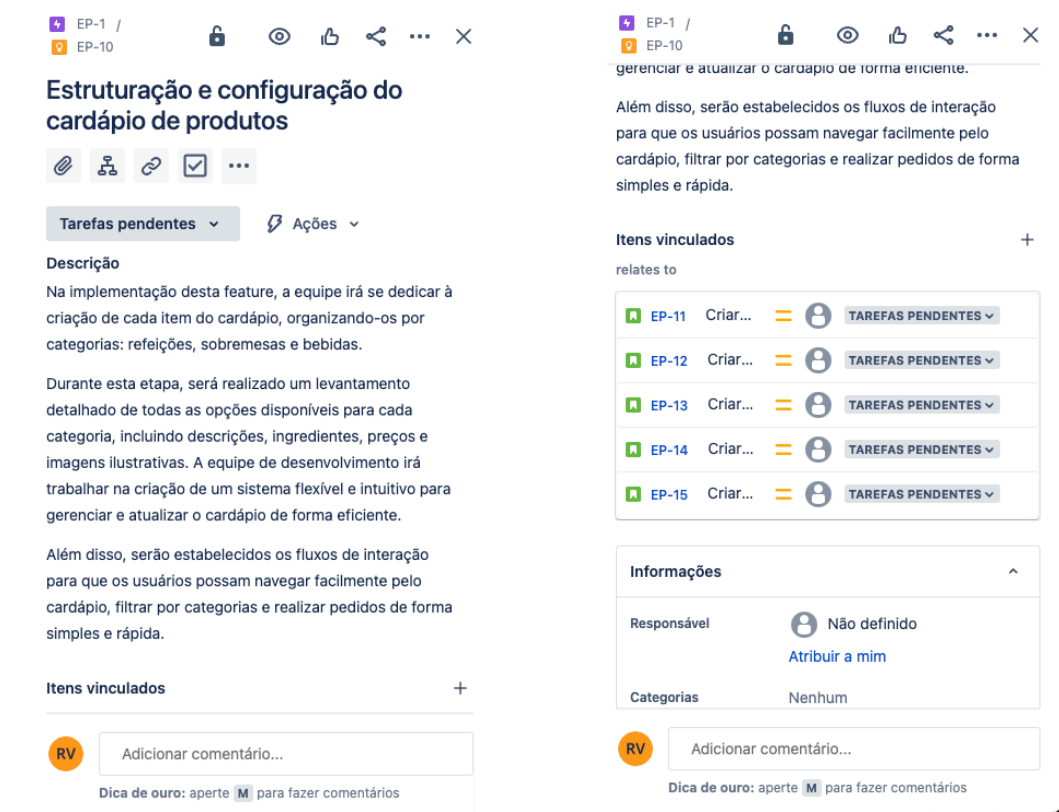 EP-1 /
EP-10
Estruturação e configuração do
cardápio de produtos
Tarefas pendentes
Ações
Descrição
Na implementação desta feature, a equipe irá se dedicar à
criação de cada item do cardápio, organizando-os por
categorias: refeições, sobremesas e bebidas.
Durante esta etapa, será realizado um levantamento
detalhado de todas as opções disponíveis para cada
categoria, incluindo descrições, ingredientes, preços e
imagens ilustrativas. A equipe de desenvolvimento irá
trabalhar na criação de um sistema flexível e intuitivo para
gerenciar e atualizar o cardápio de forma eficiente.
Além disso, serão estabelecidos os fluxos de interação
para que os usuários possam navegar facilmente pelo
cardápio, filtrar por categorias e realizar pedidos de forma
simples e rápida.
Itens vinculados
RV
Adicionar comentário...
Dica de ouro: aperte M para fazer comentários
EP-1 /
EP-10
gerenciar e atualizar o cardápio de forma eficiente.
Além disso, serão estabelecidos os fluxos de interação
para que os usuários possam navegar facilmente pelo
cardápio, filtrar por categorias e realizar pedidos de forma
simples e rápida.
Itens vinculados
relates to
EP-11 Criar... TAREFAS PENDENTES
EP-12 Criar... TAREFAS PENDENTES
EP-13 Criar... TAREFAS PENDENTES
EP-14 Criar... TAREFAS PENDENTES
EP-15 Criar... TAREFAS PENDENTES
Informações
Responsável Não definido
Atribuir a mim
Categorias Nenhum
RV
Adicionar comentário...
Dica de ouro: aperte M para fazer comentários